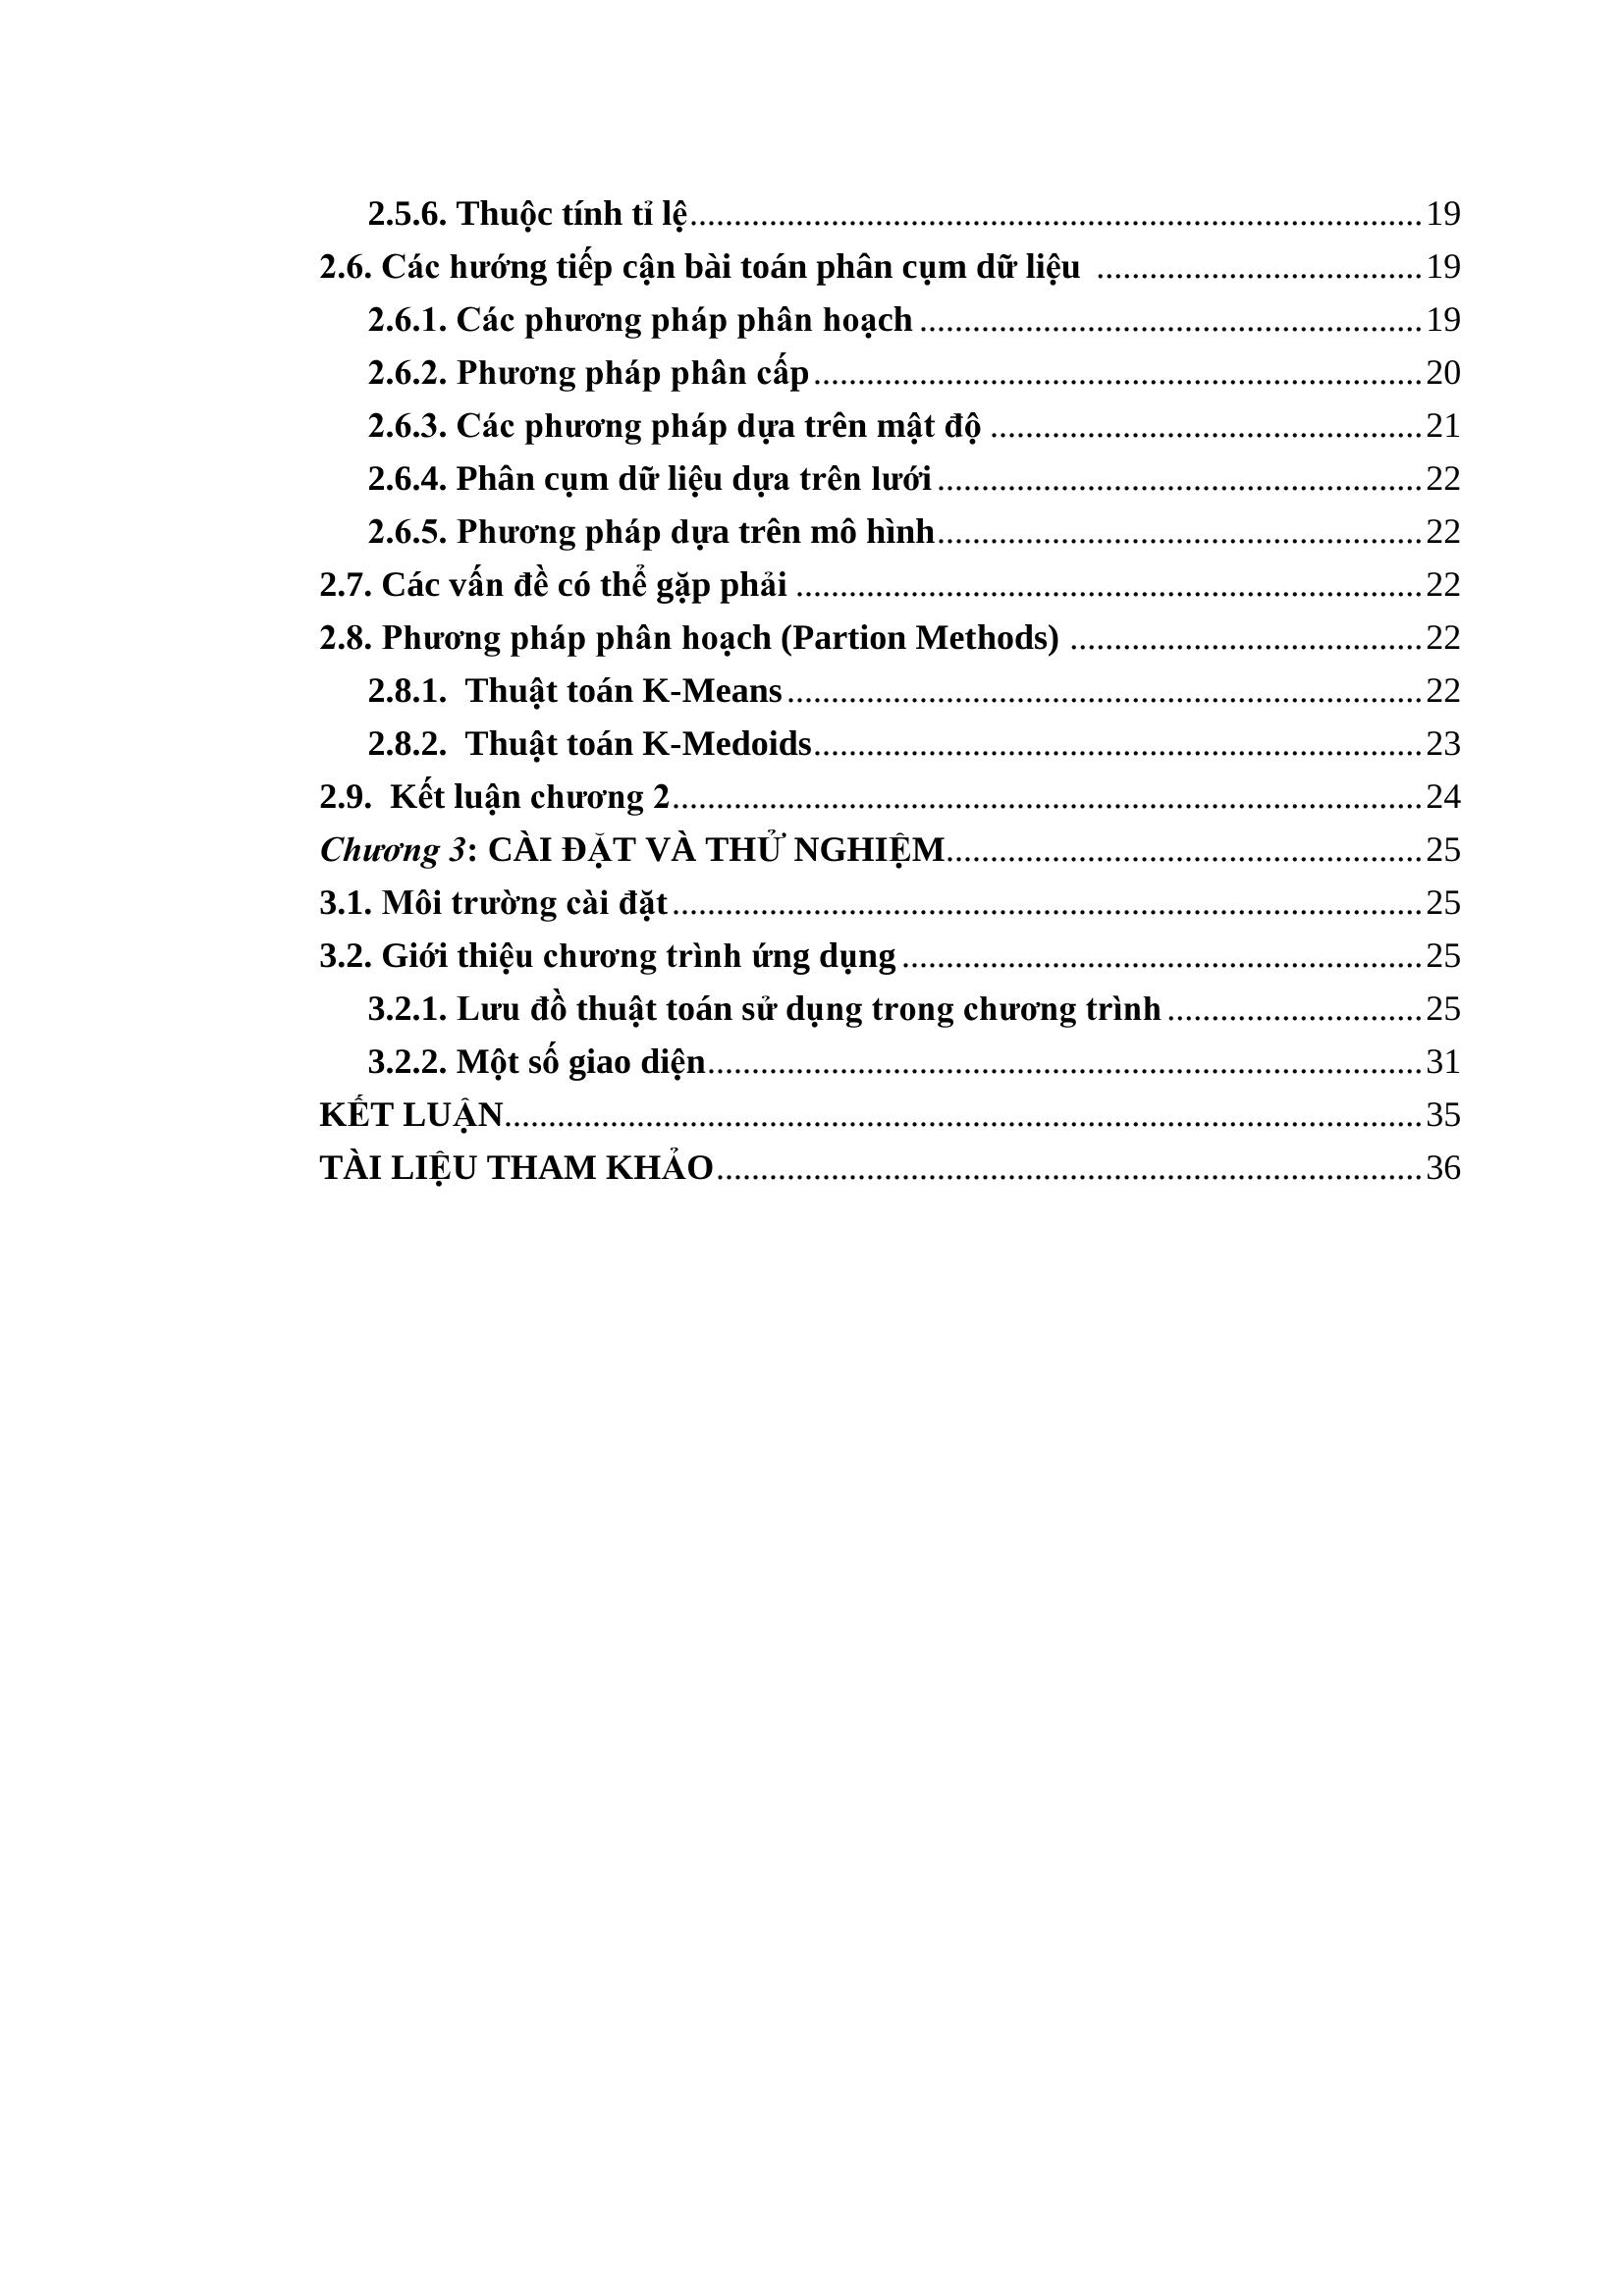 2.5.6. Thuộc tính tỉ lệ....................19
2.6. Các hướng tiếp cận bài toán phân cụm dữ liệu ....................19
2.6.1. Các phương pháp phân hoạch ....................19
2.6.2. Phương pháp phân cấp....................20
2.6.3. Các phương pháp dựa trên mật độ ....................21
2.6.4. Phân cụm dữ liệu dựa trên lưới....................22
2.6.5. Phương pháp dựa trên mô hình....................22
2.7. Các vấn đề có thể gặp phải ....................22
2.8. Phương pháp phân hoạch (Partion Methods) ....................22
2.8.1. Thuật toán K-Means....................22
2.8.2. Thuật toán K-Medoids....................23
2.9. Kết luận chương 2....................24
Chương 3: CÀI ĐẶT VÀ THỬ NGHIỆM....................25
3.1. Môi trường cài đặt....................25
3.2. Giới thiệu chương trình ứng dụng ....................25
3.2.1. Lưu đồ thuật toán sử dụng trong chương trình ....................25
3.2.2. Một số giao diện....................31
KẾT LUẬN....................35
TÀI LIỆU THAM KHẢO....................36